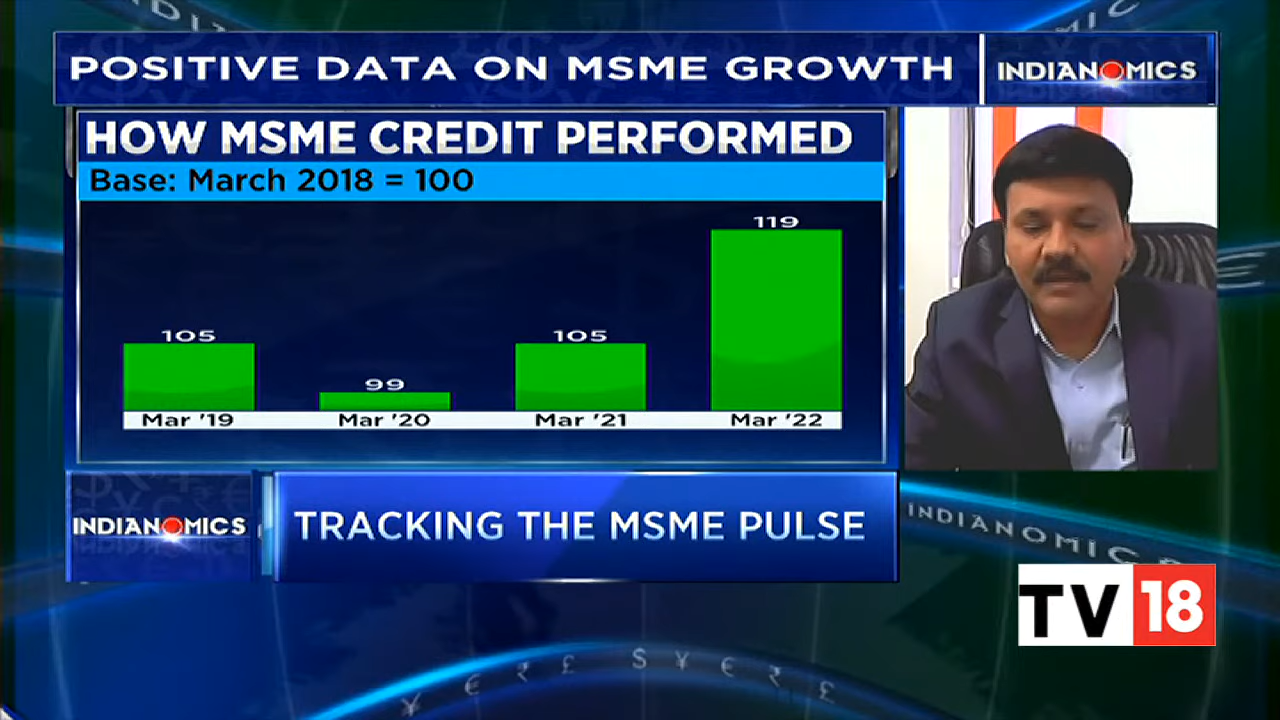 POSITIVE DATA ON MSME GROWTH
INDIANOMICS
HOW MSME CREDIT PERFORMED
Base: March 2018 = 100
119
105
105
99
Mar '19
Mar '20
Mar '21
Mar '22
INDIANOMICS
TRACKING THE MSME PULSE
INDIANOMIC
TV18
$ ¥ € ₹ £
¥ € ₹ £